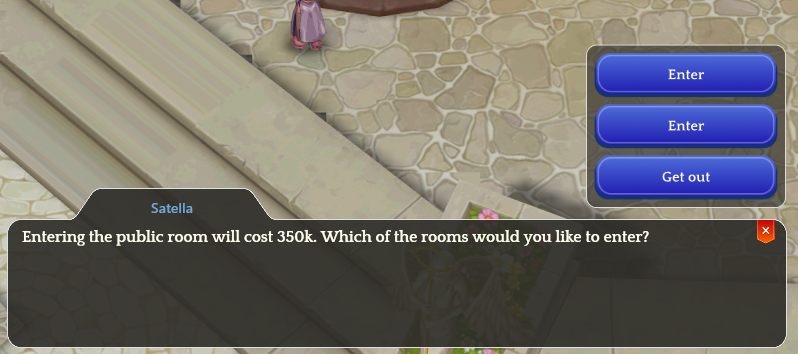 Enter
Enter
Get out
Satella
Entering the public room will cost 350k. Which of the rooms would you like to enter?